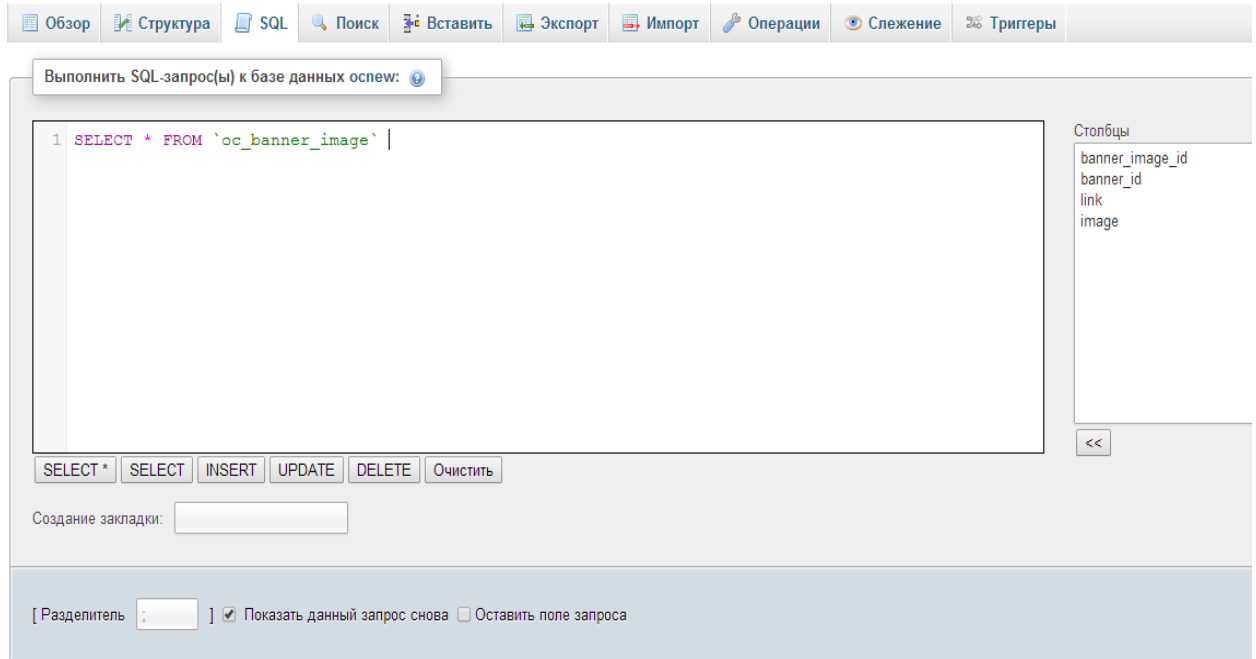 Обзор Структура SQL Поиск Вставить Экспорт Импорт Операции Слежение Триггеры
Выполнить SQL-запрос(ы) к базе данных ocnew:
1 SELECT * FROM `oc_banner_image`
Столбцы
banner_image_id
banner_id
link
image
<<
SELECT * SELECT INSERT UPDATE DELETE Очистить
Создание закладки:
[ Разделитель ; ] Показать данный запрос снова Оставить поле запроса